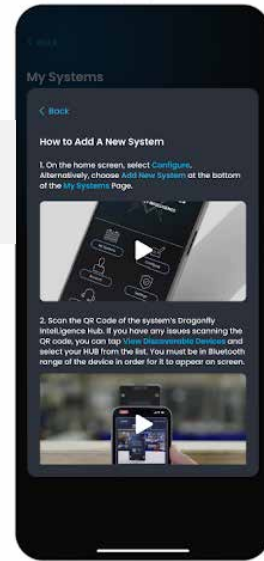 < Back
My Systems
< Back
How to Add A New System
1. On the home screen, select Configure.
Alternatively, choose Add New System at the bottom
of the My Systems Page.
2. Scan the QR Code of the system's Dragonfly
IntelLigence Hub. If you have any issues scanning the
QR code, you can tap View Discoverable Devices and
select your HUB from the list. You must be in Bluetooth
range of the device in order for it to appear on screen.